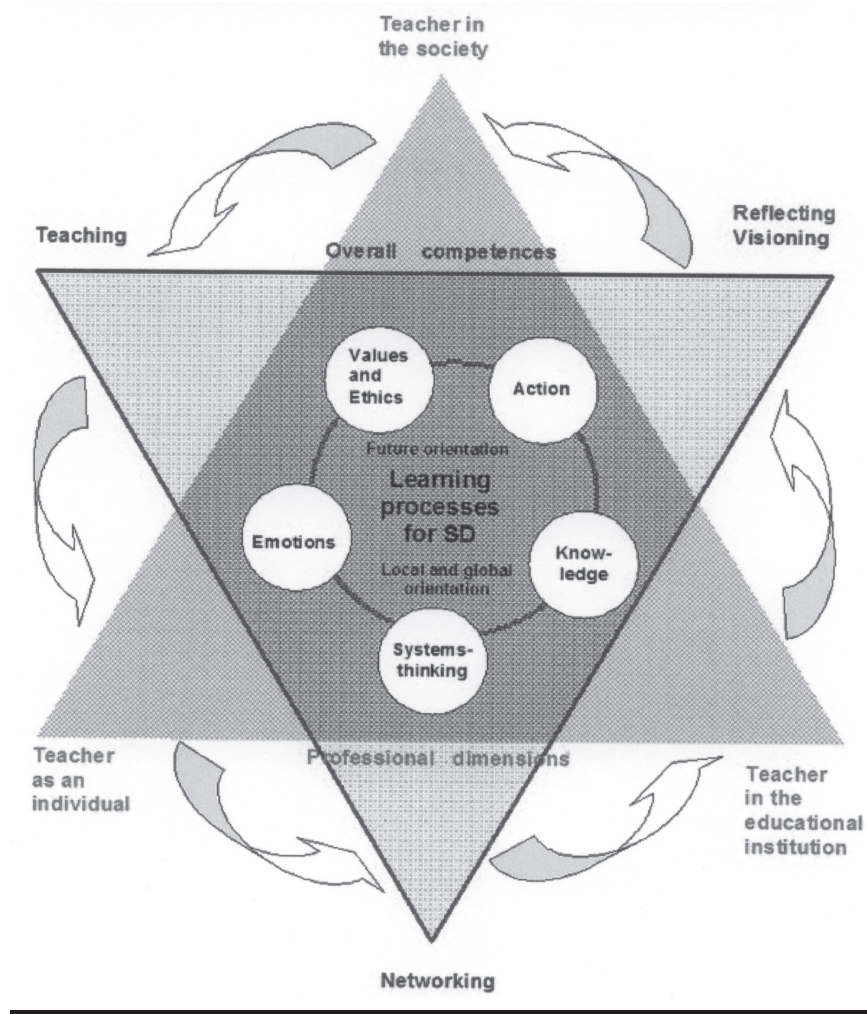 Teacher in
the society
Teaching
Reflecting
Visioning
Overall competences
Values
and
Ethics
Action
Future orientation
Learning
processes
for SD
Emotions
Know-
ledge
Local and global
orientation
Systems-
thinking
Teacher
as an
individual
Professional dimensions
Teacher
in the
educational
institution
Networking